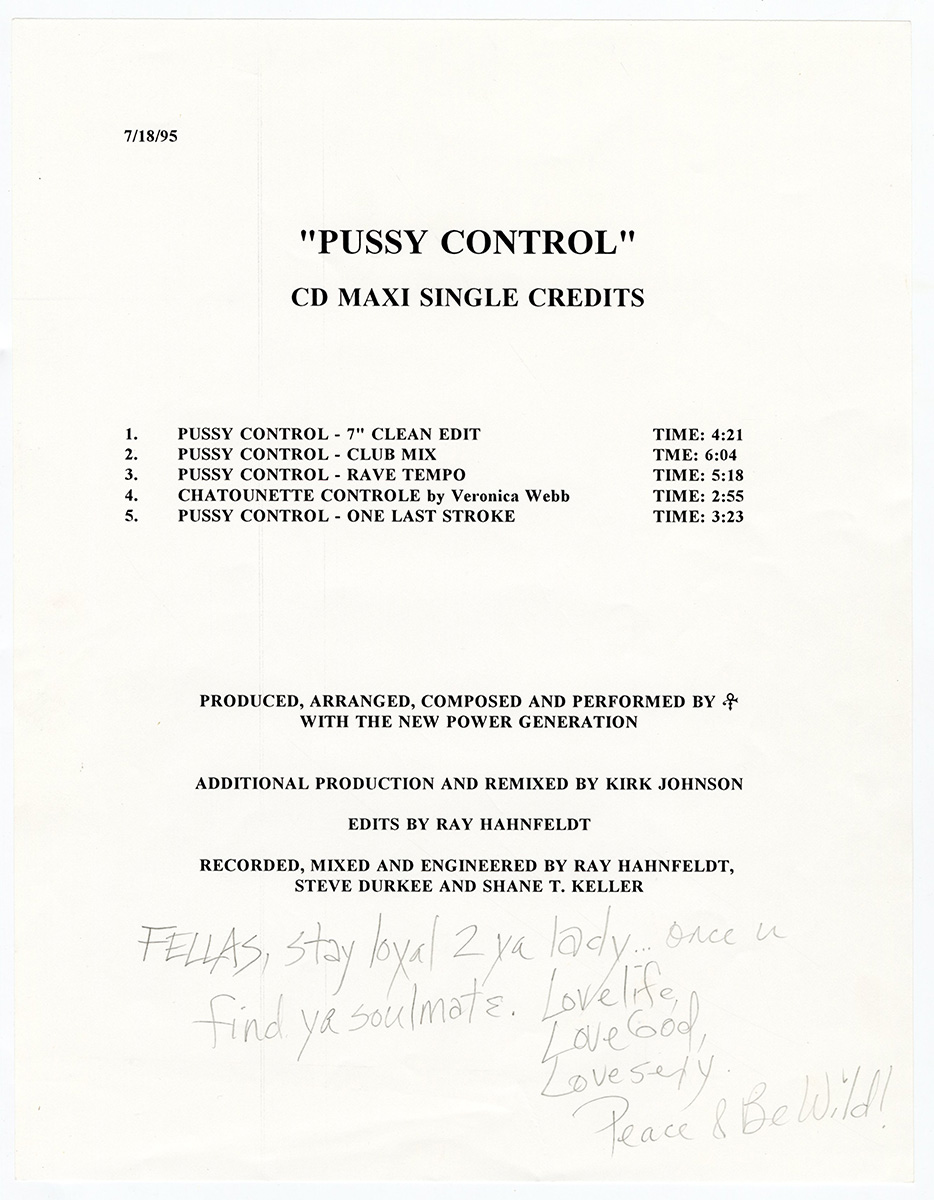 7/18/95
"PUSSY CONTROL"
CD MAXI SINGLE CREDITS
1. PUSSY CONTROL - 7" CLEAN EDIT TIME: 4:21
2. PUSSY CONTROL - CLUB MIX TME: 6:04
3. PUSSY CONTROL - RAVE TEMPO TIME: 5:18
4. CHATOUNETTE CONTROLE by Veronica Webb TIME: 2:55
5. PUSSY CONTROL - ONE LAST STROKE TIME: 3:23
PRODUCED, ARRANGED, COMPOSED AND PERFORMED BY
WITH THE NEW POWER GENERATION
ADDITIONAL PRODUCTION AND REMIXED BY KIRK JOHNSON
EDITS BY RAY HAHNFELDT
RECORDED, MIXED AND ENGINEERED BY RAY HAHNFELDT,
STEVE DURKEE AND SHANE T. KELLER
FELLAS, stay loyal 2 ya lady... once u
find ya soulmate. Lovelife,
LoveGod,
Lovesexy.
Peace & Be Wild!